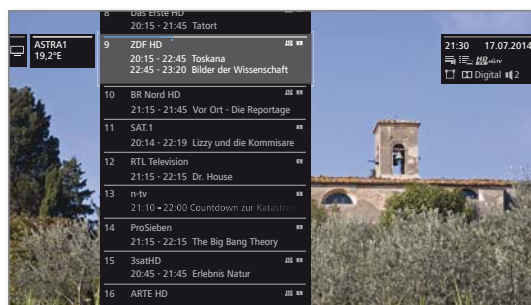 8 Das Erste HD
20:15 - 21:45 Tatort
ASTRA1
19,2°E
9 ZDF HD
20:15 - 22:45 Toskana
22:45 - 23:20 Bilder der Wissenschaft
10 BR Nord HD
21:15 - 21:45 Vor Ort - Die Reportage
11 SAT.1
20:14 - 22:19 Lizzy und die Kommisare
12 RTL Television
21:15 - 22:15 Dr. House
13 n-tv
21:10 - 22:00 Countdown zur Katastrop
14 ProSieben
21:15 - 22:15 The Big Bang Theory
15 3satHD
20:45 - 21:45 Erlebnis Natur
16 ARTE HD
21:30 17.07.2014
Digital 2